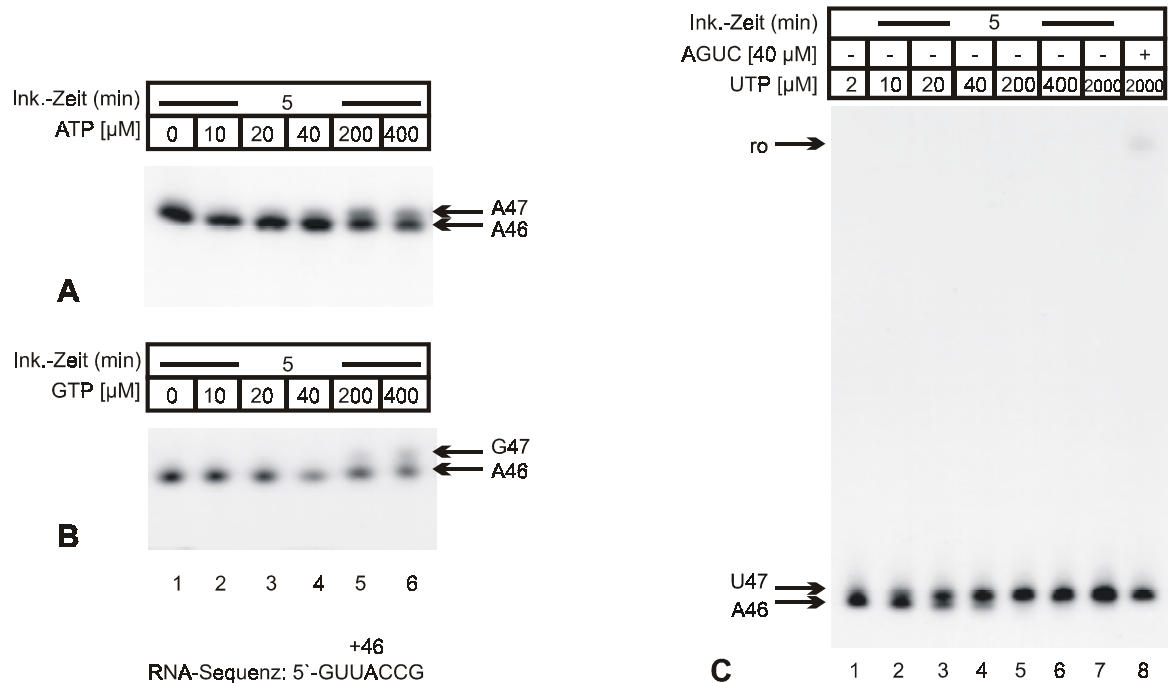 Ink.-Zeit (min) 5
ATP [µM] 0 10 20 40 200 400
A47
A46
A
Ink.-Zeit (min) 5
GTP [µM] 0 10 20 40 200 400
G47
A46
B
1 2 3 4 5 6
+46
RNA-Sequenz: 5`-GUUACCG
Ink.-Zeit (min) 5
AGUC [40 µM] - - - - - - - +
UTP [µM] 2 10 20 40 200 400 2000 2000
ro
U47
A46
C
1 2 3 4 5 6 7 8